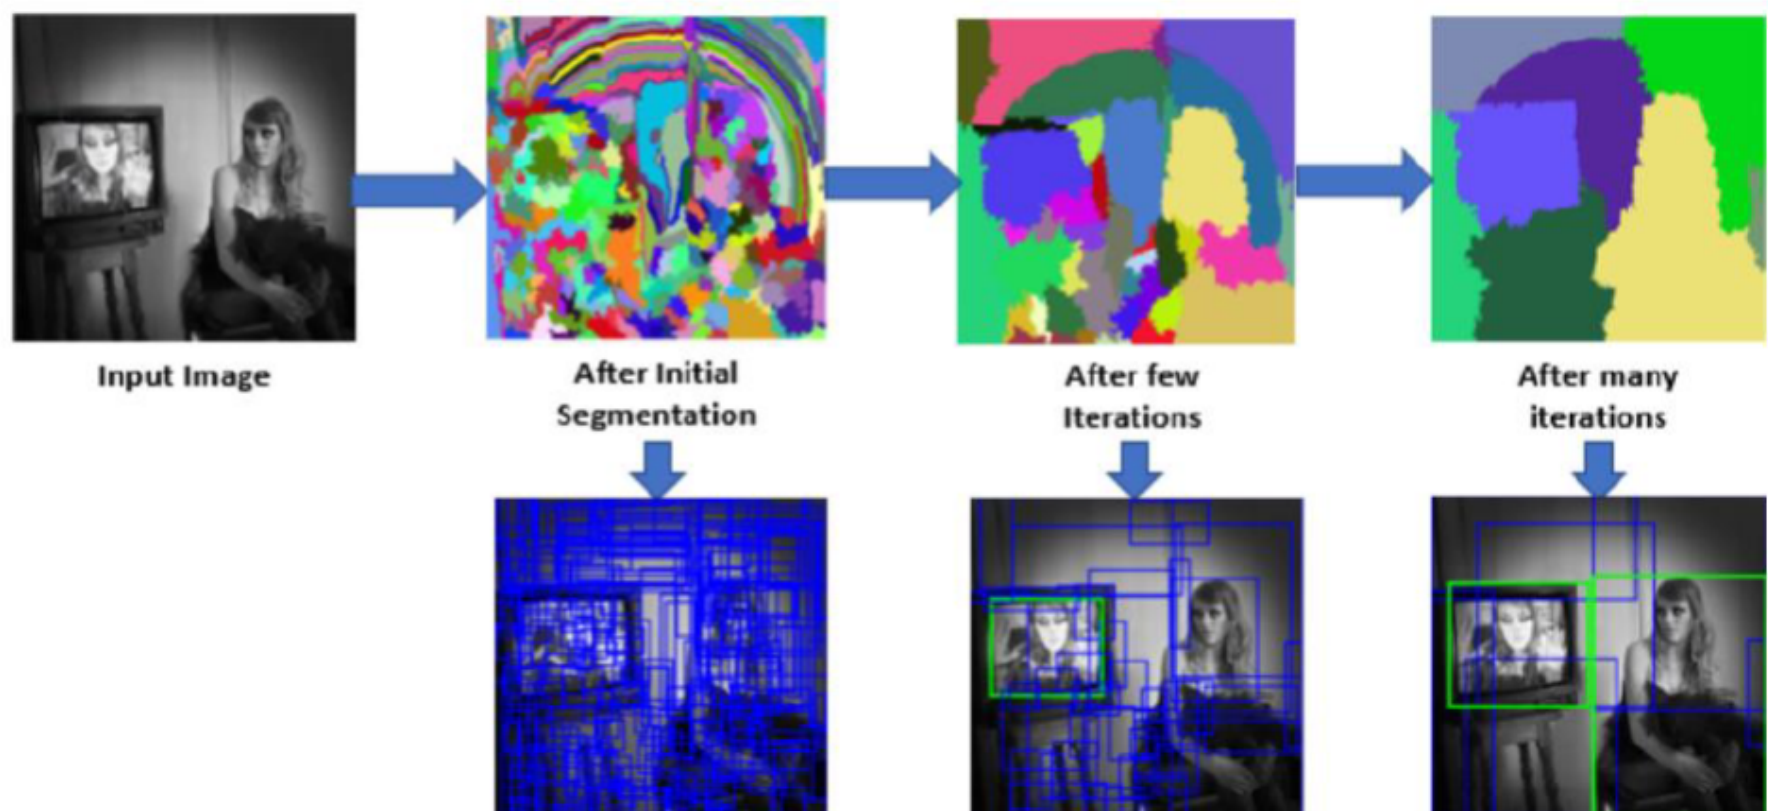 Input Image
After Initial
Segmentation
After few
Iterations
After many
iterations